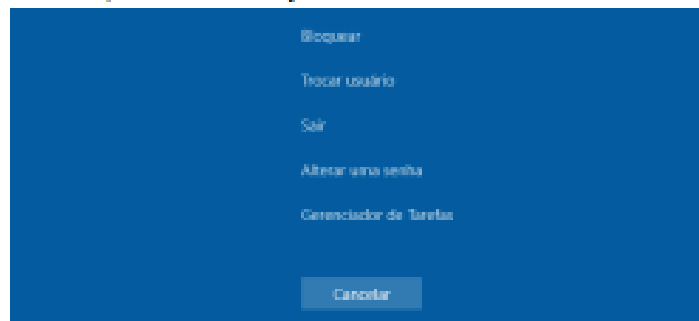 Bloquear
Trocar usuário
Sair
Alterar uma senha
Gerenciador de Tarefas
Cancelar